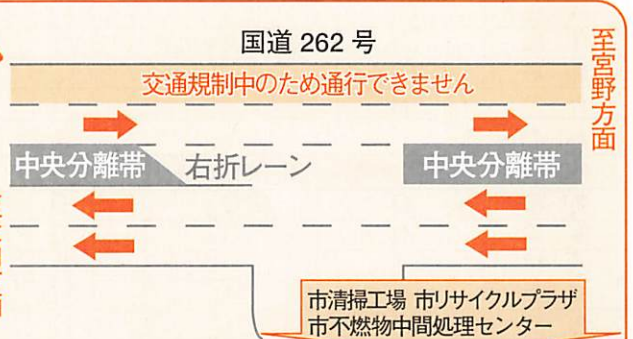 国道 262 号
交通規制中のため通行できません
至宮野方面
中央分離帯
右折レーン
中央分離帯
市清掃工場 市リサイクルプラザ
市不燃物中間処理センター